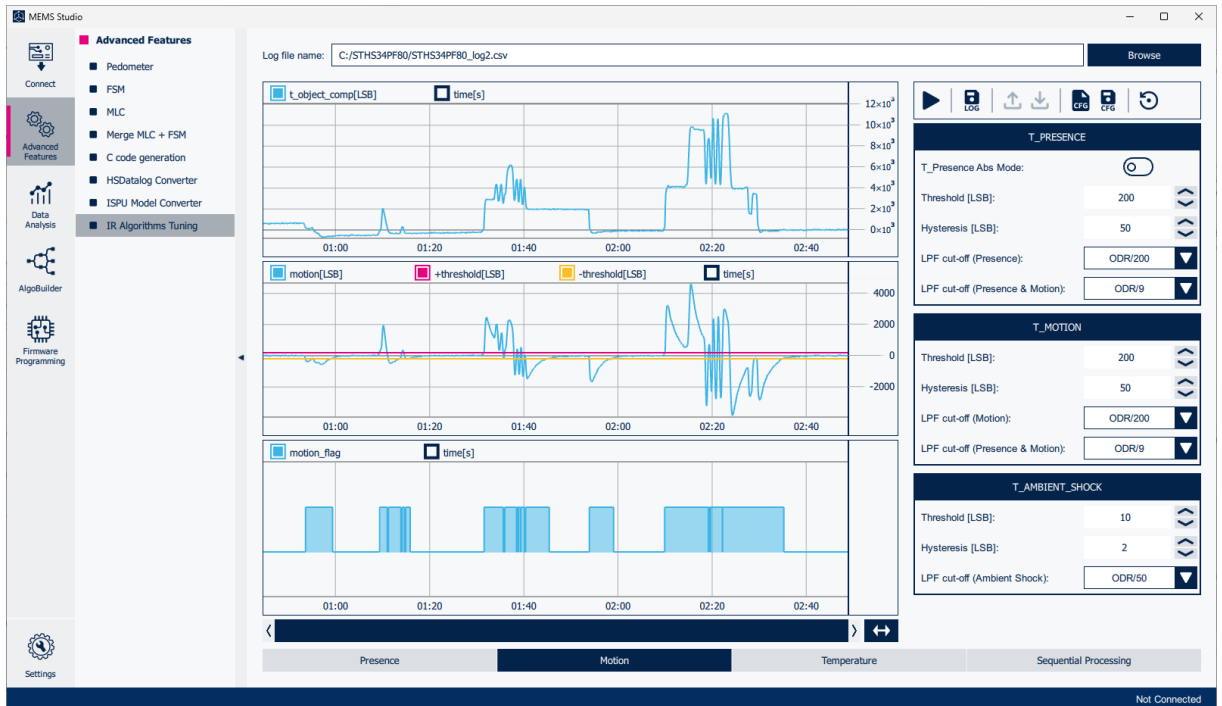 MEMS Studio
Connect
Advanced
Features
Data
Analysis
AlgoBuilder
Firmware
Programming
Settings
Advanced Features
Pedometer
FSM
MLC
Merge MLC + FSM
C code generation
HSDatalog Converter
ISPU Model Converter
IR Algorithms Tuning
Log file name: C:/STHS34PF80/STHS34PF80_log2.csv Browse
t_object_comp[LSB] time[s]
12×10³
10×10³
8×10³
6×10³
4×10³
2×10³
0×10³
01:00 01:20 01:40 02:00 02:20 02:40
motion[LSB] +threshold[LSB] -threshold[LSB] time[s]
4000
2000
0
-2000
01:00 01:20 01:40 02:00 02:20 02:40
motion_flag time[s]
01:00 01:20 01:40 02:00 02:20 02:40
Presence Motion Temperature Sequential Processing
LOG CFG CFG
T_PRESENCE
T_Presence Abs Mode:
Threshold [LSB]: 200
Hysteresis [LSB]: 50
LPF cut-off (Presence): ODR/200
LPF cut-off (Presence & Motion): ODR/9
T_MOTION
Threshold [LSB]: 200
Hysteresis [LSB]: 50
LPF cut-off (Motion): ODR/200
LPF cut-off (Presence & Motion): ODR/9
T_AMBIENT_SHOCK
Threshold [LSB]: 10
Hysteresis [LSB]: 2
LPF cut-off (Ambient Shock): ODR/50
Not Connected